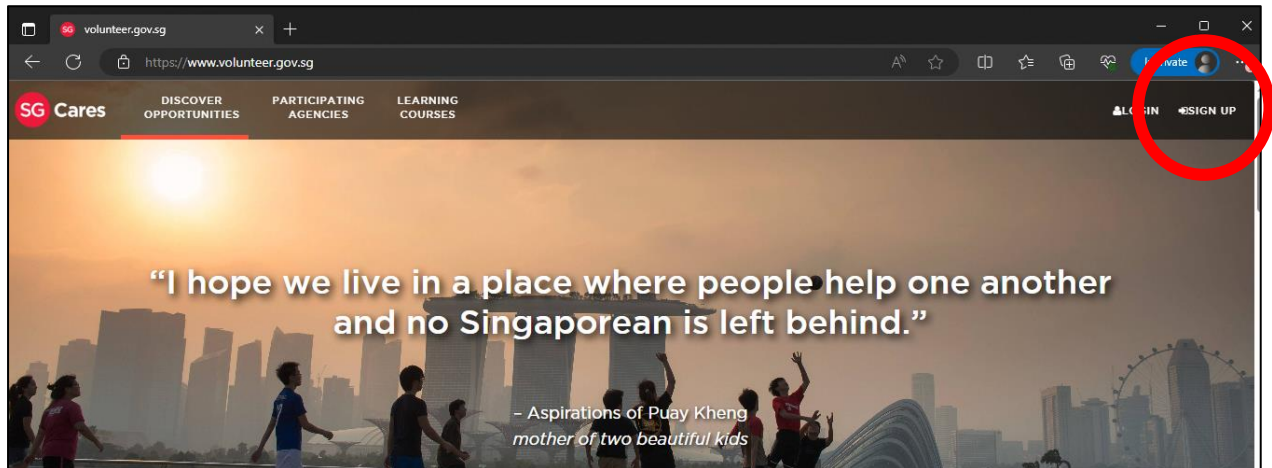 volunteer.gov.sg
https://www.volunteer.gov.sg
SG Cares
DISCOVER
OPPORTUNITIES
PARTICIPATING
AGENCIES
LEARNING
COURSES
SIGN UP
“I hope we live in a place where people help one another
and no Singaporean is left behind.”
– Aspirations of Puay Kheng
mother of two beautiful kids